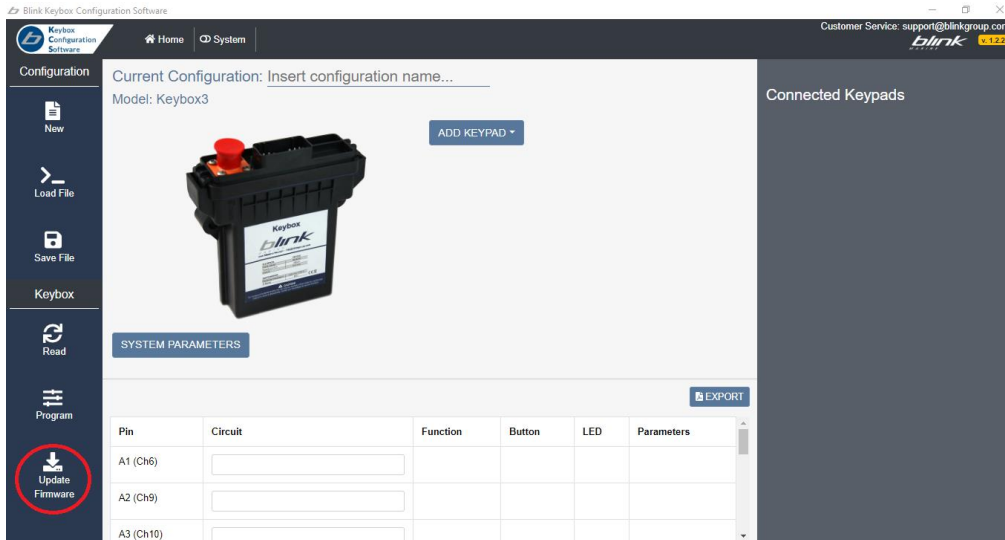 Blink Keybox Configuration Software
Keybox
Configuration
Software
Home
System
Customer Service: support@blinkgroup.com
blink
MARINE
v. 1.2.2
Configuration
New
Load File
Save File
Keybox
Read
Program
Update
Firmware
Current Configuration: Insert configuration name...
Model: Keybox3
ADD KEYPAD
Keybox
blink
SYSTEM PARAMETERS
EXPORT
Pin Circuit Function Button LED Parameters
A1 (Ch6)
A2 (Ch9)
A3 (Ch10)
Connected Keypads